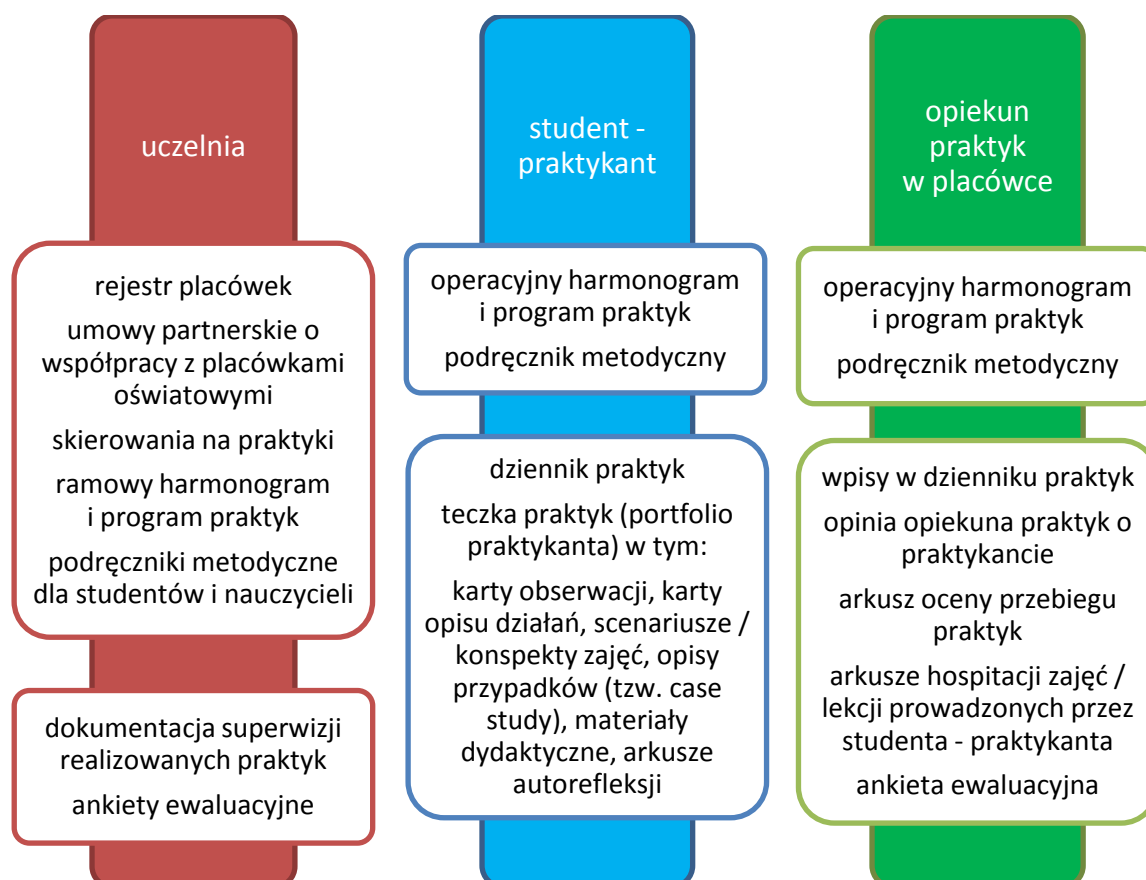 uczelnia
rejestr placówek
umowy partnerskie o
współpracy z placówkami
oświatowymi
skierowania na praktyki
ramowy harmonogram
i program praktyk
podręczniki metodyczne
dla studentów i nauczycieli
dokumentacja superwizji
realizowanych praktyk
ankiety ewaluacyjne
student -
praktykant
operacyjny harmonogram
i program praktyk
podręcznik metodyczny
dziennik praktyk
teczka praktyk (portfolio
praktykanta) w tym:
karty obserwacji, karty
opisu działań, scenariusze /
konspekty zajęć, opisy
przypadków (tzw. case
study), materiały
dydaktyczne, arkusze
autorefleksji
opiekun
praktyk
w placówce
operacyjny harmonogram
i program praktyk
podręcznik metodyczny
wpisy w dzienniku praktyk
opinia opiekuna praktyk o
praktykancie
arkusz oceny przebiegu
praktyk
arkusze hospitacji zajęć /
lekcji prowadzonych przez
studenta - praktykanta
ankieta ewaluacyjna